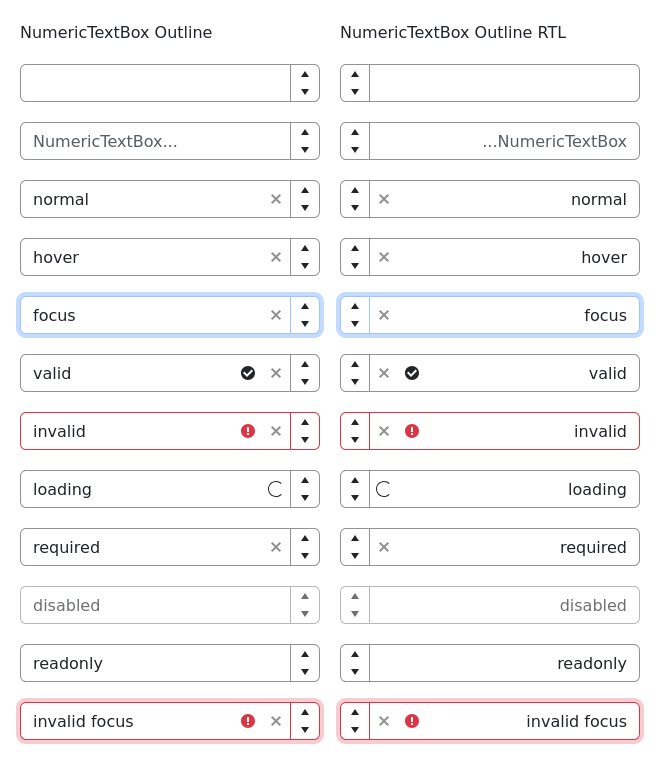 NumericTextBox Outline
NumericTextBox Outline RTL
NumericTextBox...
...NumericTextBox
normal
normal
hover
hover
focus
focus
valid
valid
invalid
invalid
loading
loading
required
required
disabled
disabled
readonly
readonly
invalid focus
invalid focus